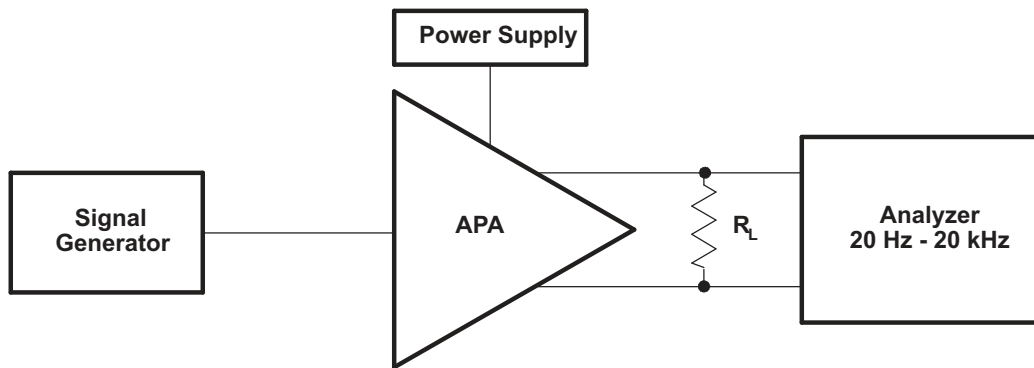 Power Supply
Signal
Generator
APA
R_L
Analyzer
20 Hz - 20 kHz